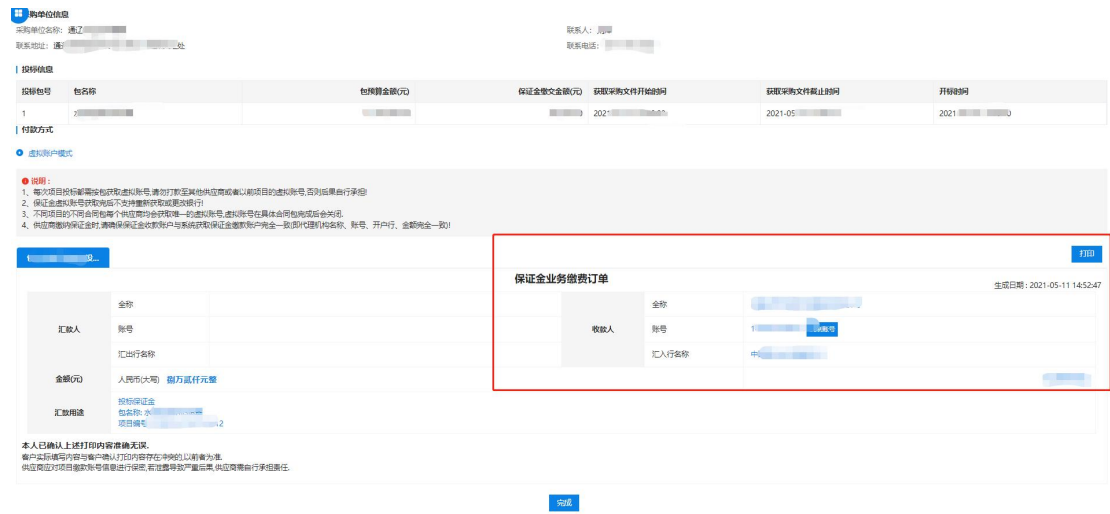 购单位信息
采购单位名称: 通辽
联系人:
联系地址: 通 处
联系电话:
投标信息
投标包号 包名称 包预算金额(元) 保证金缴交金额(元) 获取采购文件开始时间 获取采购文件截止时间 开标时间
1 2021 2021-05 2021
付款方式
虚拟账户模式
说明:
1、每次项目投标都需按包获取虚拟账号,请勿打款至其他供应商或者以前项目的虚拟账号,否则后果自行承担!
2、保证金虚拟账号获取完后不支持重新获取或更改银行!
3、不同项目的不同合同包每个供应商均会获取唯一的虚拟账号,虚拟账号在具体合同包完成后会关闭.
4、供应商缴纳保证金时,请确保保证金收款账户与系统获取保证金缴款账户完全一致(即代理机构名称、账号、开户行、金额完全一致)!
打印
保证金业务缴费订单
生成日期:2021-05-11 14:52:47
汇款人 全称 收款人 全称
账号 账号 1 账号
汇出行名称 汇入行名称 中
金额(元) 人民币(大写) 捌万贰仟元整
汇款用途 投标保证金
包名称: 水
项目编号 2
本人已确认上述打印内容准确无误.
客户实际填写内容与客户确认打印内容存在冲突的,以前者为准.
供应商应对项目缴款账号信息进行保密,若泄露导致严重后果,供应商需自行承担责任.
完成